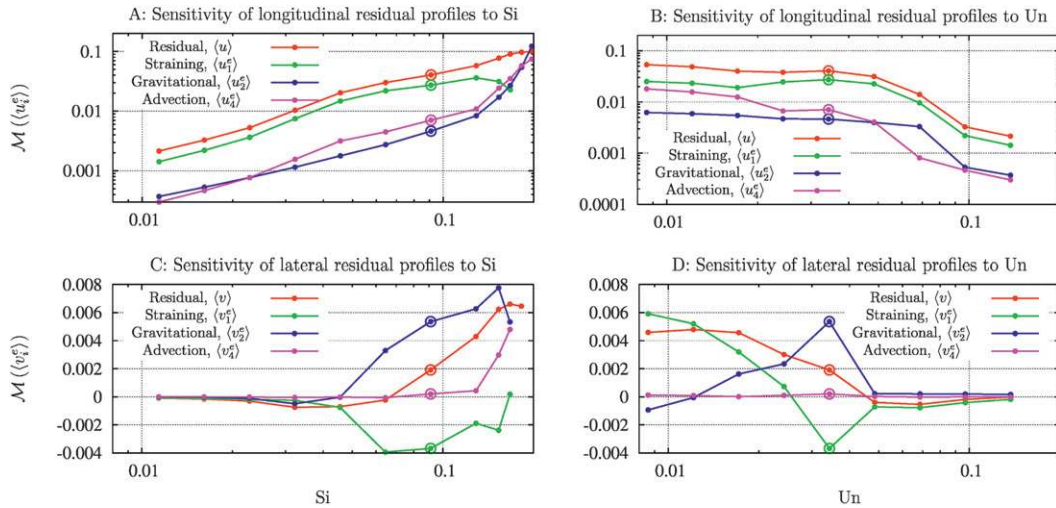 A: Sensitivity of longitudinal residual profiles to Si
B: Sensitivity of longitudinal residual profiles to Un
Residual, ⟨u⟩
Straining, ⟨u₁ᵉ⟩
Gravitational, ⟨u₂ᵉ⟩
Advection, ⟨u₄ᵉ⟩
ℳ (⟨uᵢᵉ⟩)
0.1
0.01
0.001
0.01
0.1
Residual, ⟨u⟩
Straining, ⟨u₁ᵉ⟩
Gravitational, ⟨u₂ᵉ⟩
Advection, ⟨u₄ᵉ⟩
0.1
0.01
0.001
0.0001
0.01
0.1
C: Sensitivity of lateral residual profiles to Si
D: Sensitivity of lateral residual profiles to Un
Residual, ⟨v⟩
Straining, ⟨v₁ᵉ⟩
Gravitational, ⟨v₂ᵉ⟩
Advection, ⟨v₄ᵉ⟩
ℳ (⟨vᵢᵉ⟩)
0.008
0.006
0.004
0.002
0
-0.002
-0.004
0.01
0.1
Si
Residual, ⟨v⟩
Straining, ⟨v₁ᵉ⟩
Gravitational, ⟨v₂ᵉ⟩
Advection, ⟨v₄ᵉ⟩
0.008
0.006
0.004
0.002
0
-0.002
-0.004
0.01
0.1
Un